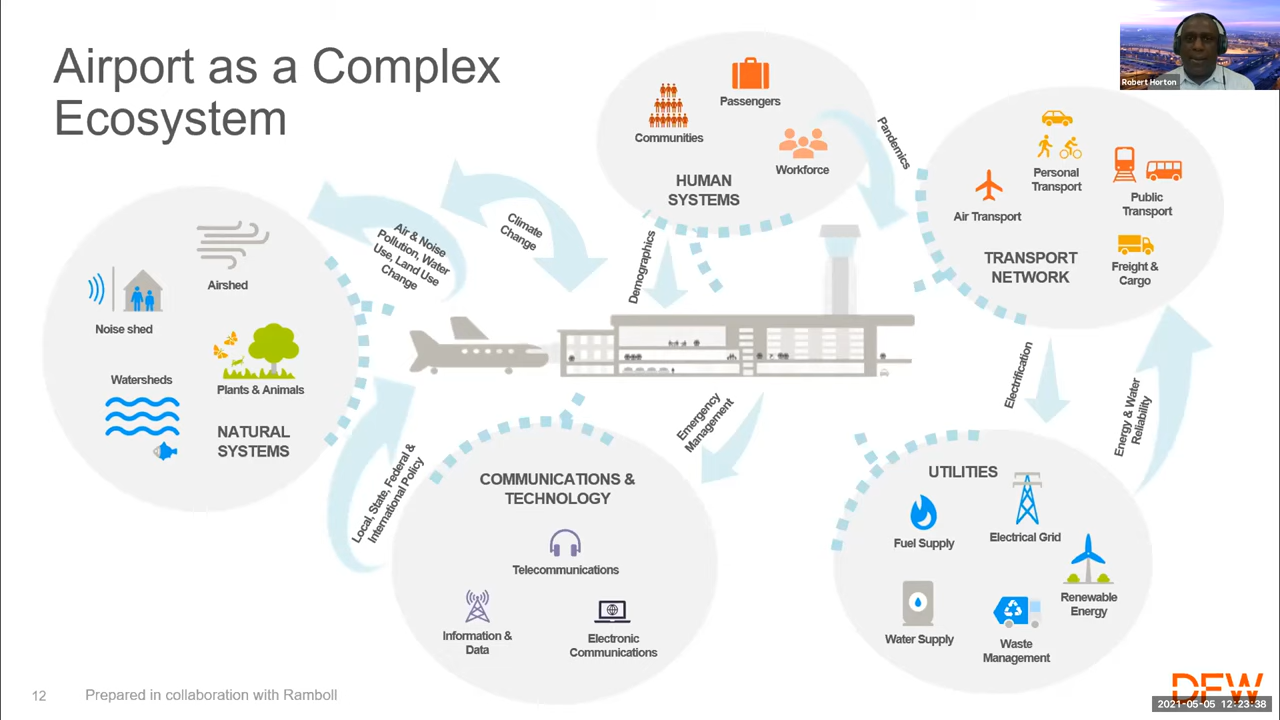 Airport as a Complex
Ecosystem
Robert Horton
Communities
Passengers
Workforce
HUMAN
SYSTEMS
Pandemics
Air Transport
Personal
Transport
Public
Transport
Freight &
Cargo
TRANSPORT
NETWORK
Airshed
Noise shed
Watersheds
Plants & Animals
NATURAL
SYSTEMS
Air & Noise
Pollution, Water
Use, Land Use
Change
Climate
Change
Demographics
Electrification
Energy & Water
Reliability
Emergency
Management
Local, State, Federal &
International Policy
COMMUNICATIONS &
TECHNOLOGY
Telecommunications
Information &
Data
Electronic
Communications
UTILITIES
Fuel Supply
Electrical Grid
Renewable
Energy
Water Supply
Waste
Management
12
Prepared in collaboration with Ramboll
DFW
2021-05-05 12:23:38